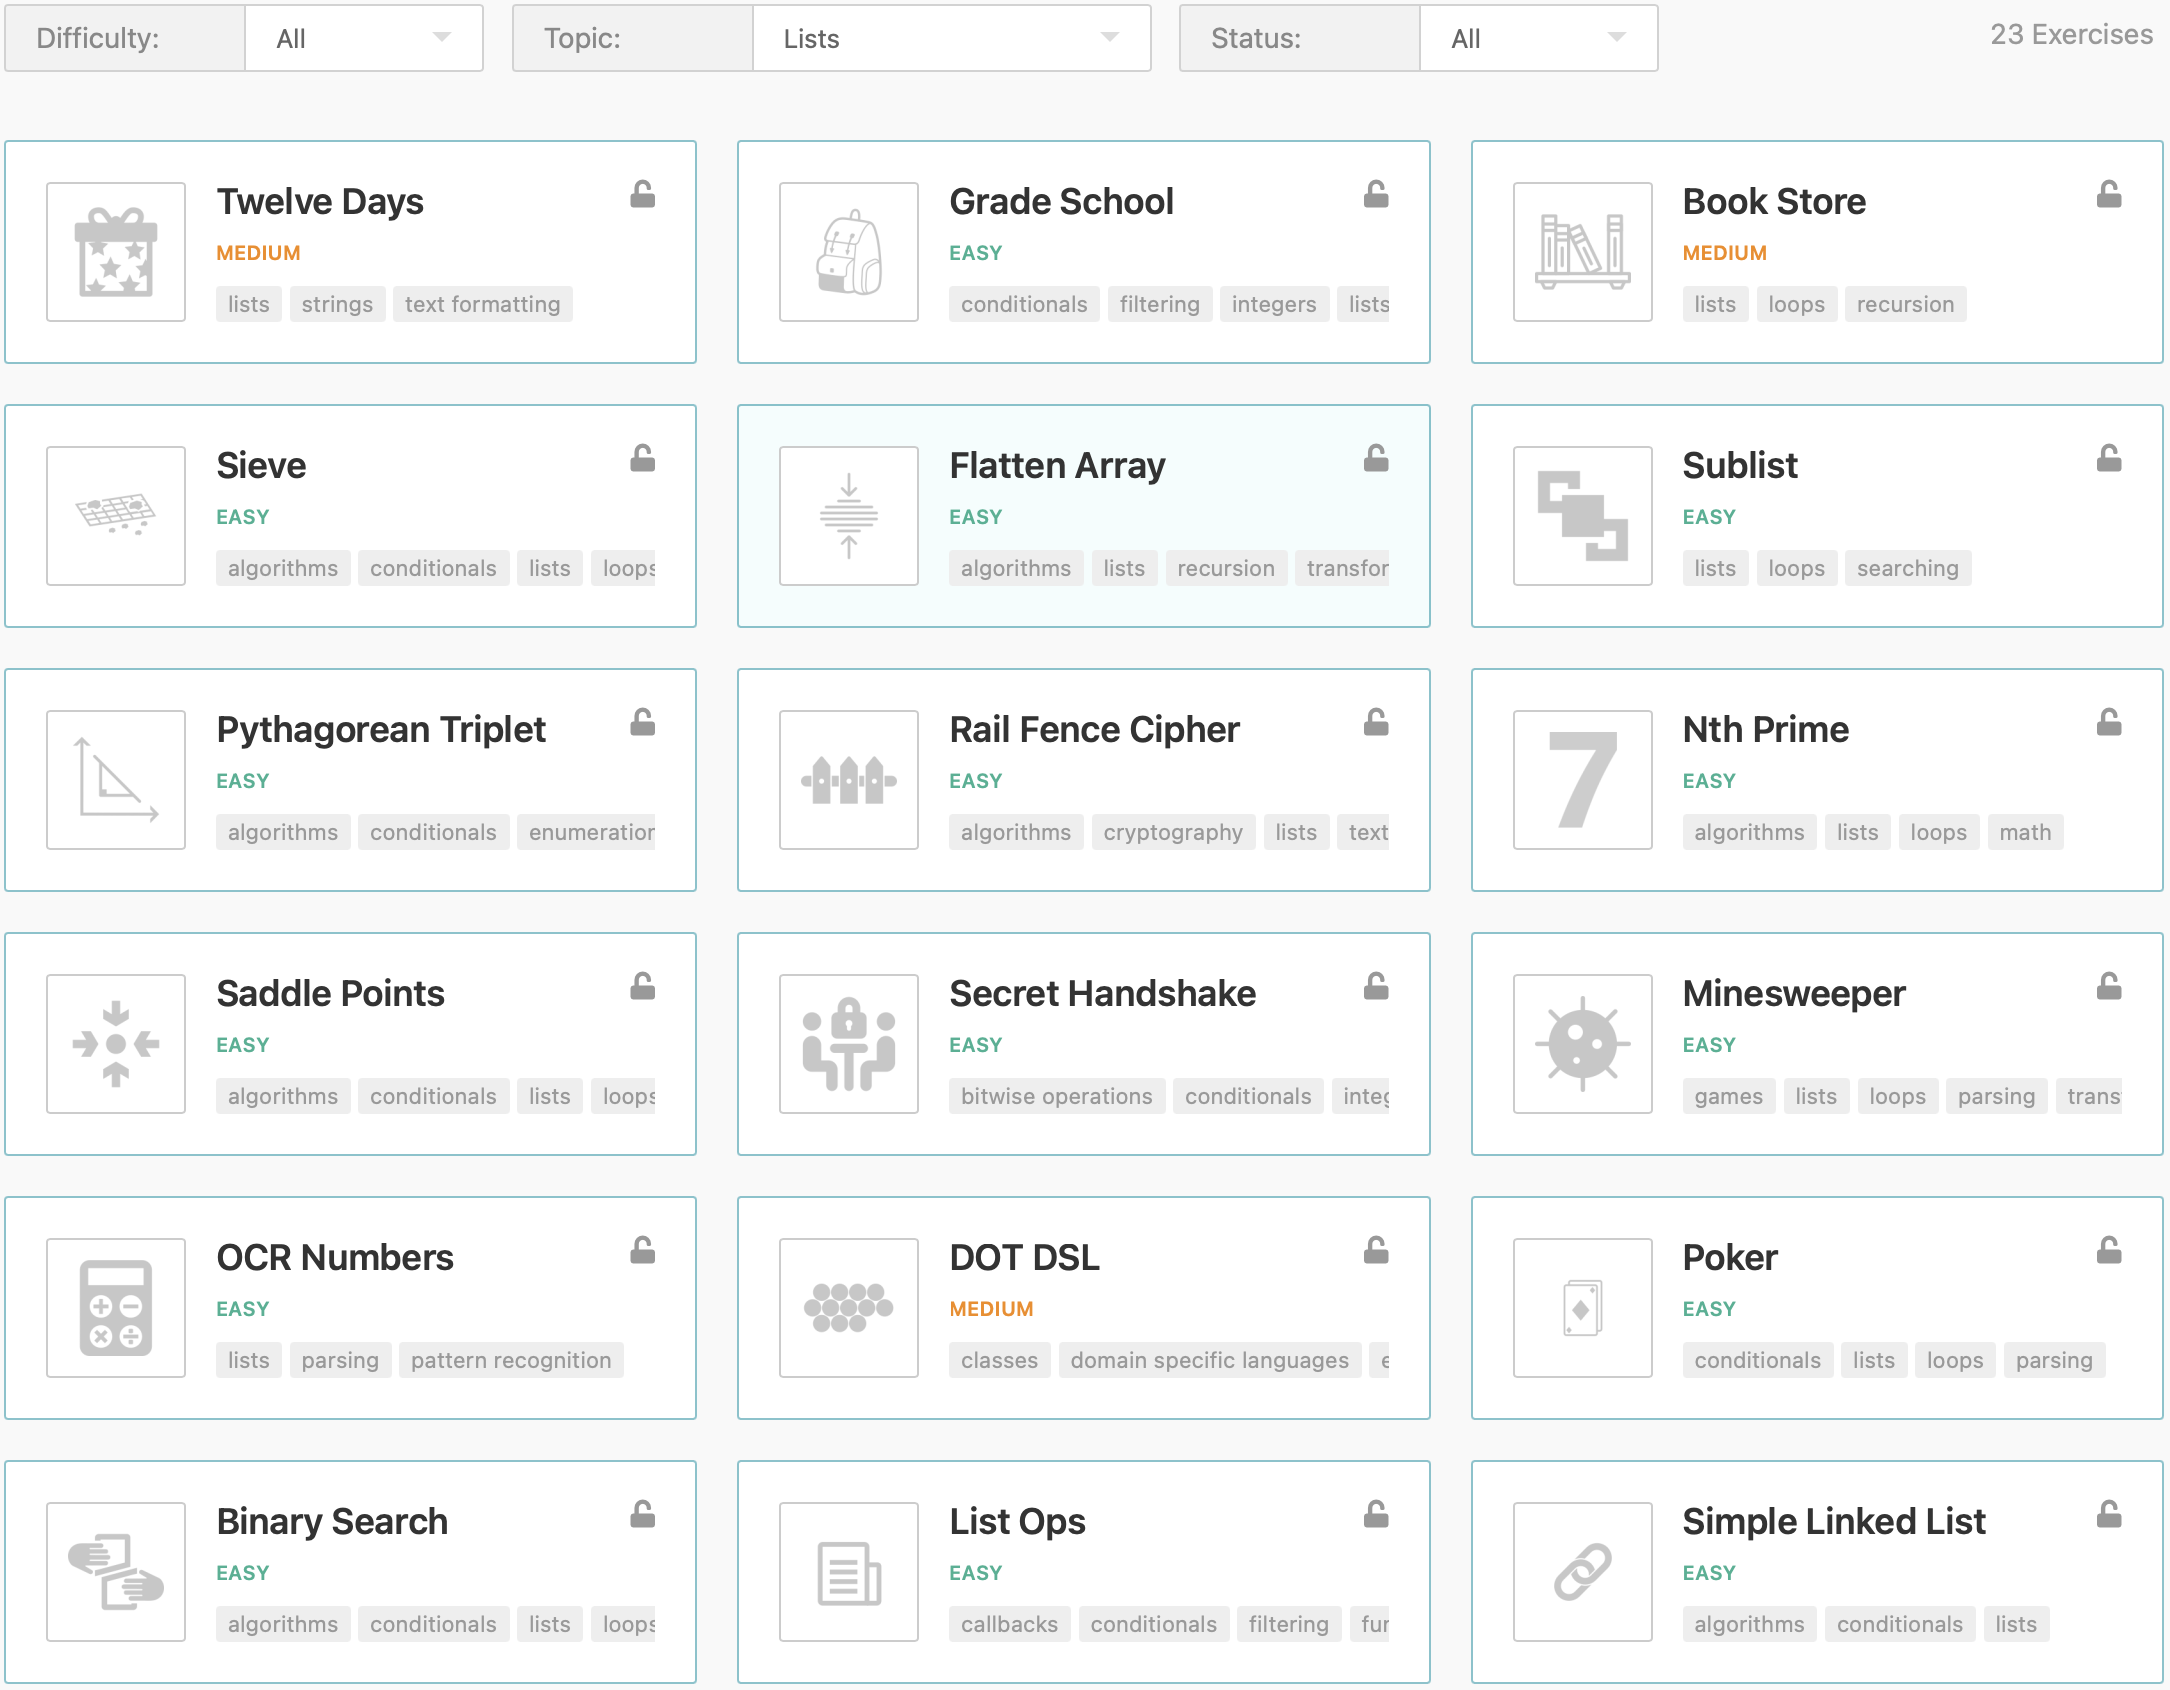 Difficulty: All Topic: Lists Status: All 23 Exercises
Twelve Days
MEDIUM
lists strings text formatting
Grade School
EASY
conditionals filtering integers lists
Book Store
MEDIUM
lists loops recursion
Sieve
EASY
algorithms conditionals lists loops
Flatten Array
EASY
algorithms lists recursion transfor
Sublist
EASY
lists loops searching
Pythagorean Triplet
EASY
algorithms conditionals enumeration
Rail Fence Cipher
EASY
algorithms cryptography lists text
7
Nth Prime
EASY
algorithms lists loops math
Saddle Points
EASY
algorithms conditionals lists loops
Secret Handshake
EASY
bitwise operations conditionals integ
Minesweeper
EASY
games lists loops parsing trans
OCR Numbers
EASY
lists parsing pattern recognition
DOT DSL
MEDIUM
classes domain specific languages e
Poker
EASY
conditionals lists loops parsing
Binary Search
EASY
algorithms conditionals lists loops
List Ops
EASY
callbacks conditionals filtering fur
Simple Linked List
EASY
algorithms conditionals lists